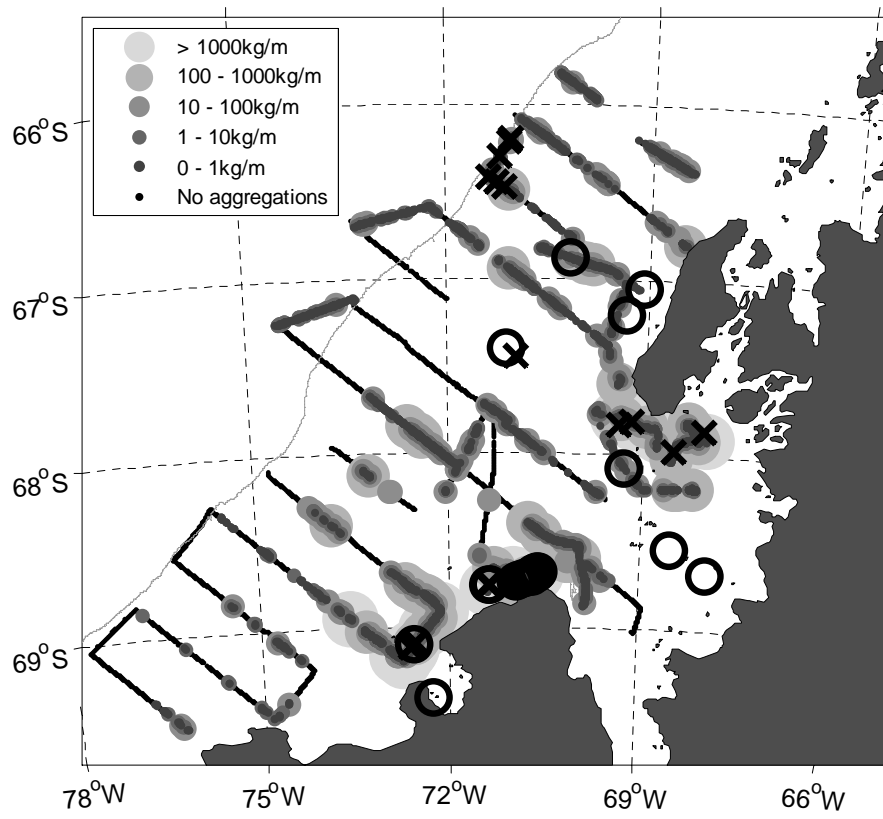 > 1000kg/m
100 - 1000kg/m
10 - 100kg/m
1 - 10kg/m
0 - 1kg/m
No aggregations
66°S
67°S
68°S
69°S
78°W
75°W
72°W
69°W
66°W